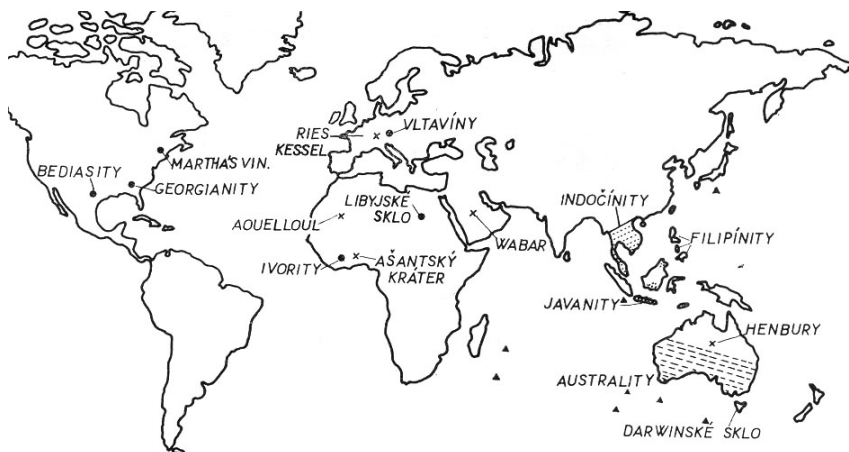 RIES
KESSEL
VLTAVÍNY
MARTHA'S VIN.
BEDIASITY
GEORGIANITY
LIBYJSKÉ
SKLO
INDOČÍNITY
AOUELLOUL
WABAR
FILIPÍNITY
IVORITY
AŠANTSKÝ
KRÁTER
JAVANITY
HENBURY
AUSTRALITY
DARWINSKÉ SKLO